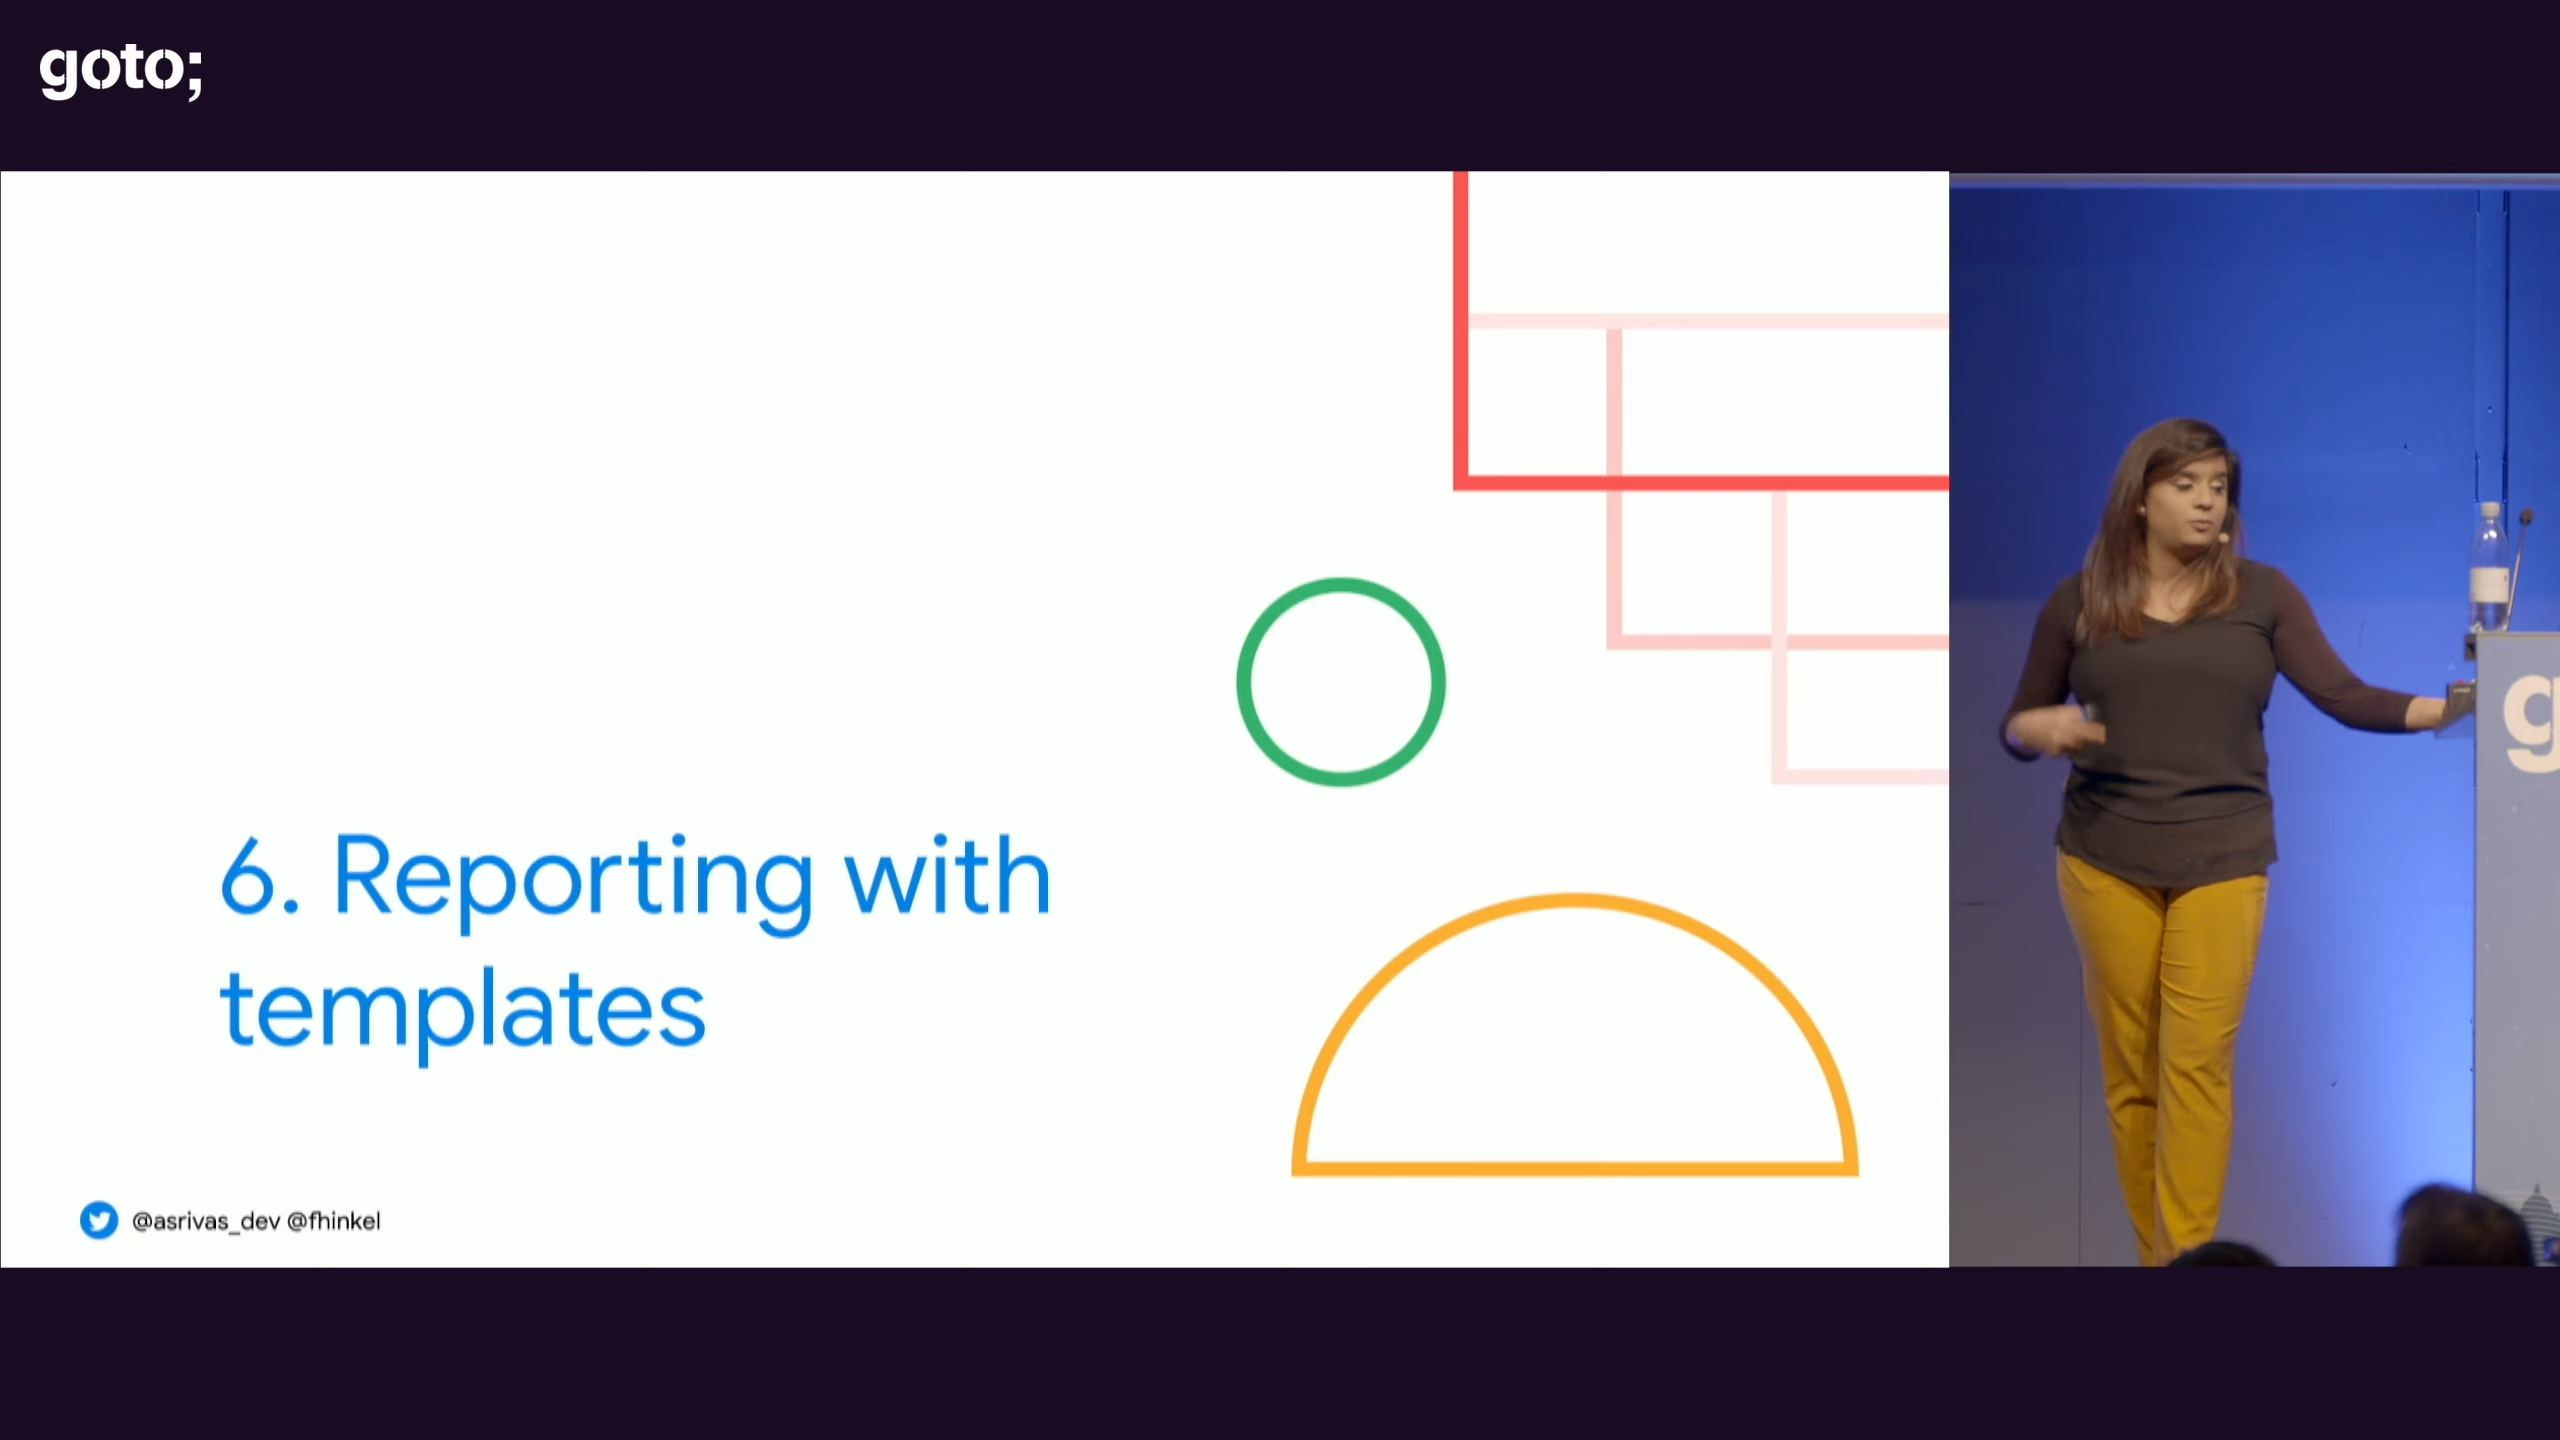 goto;
6. Reporting with
templates
@asrivas_dev @fhinkel
g